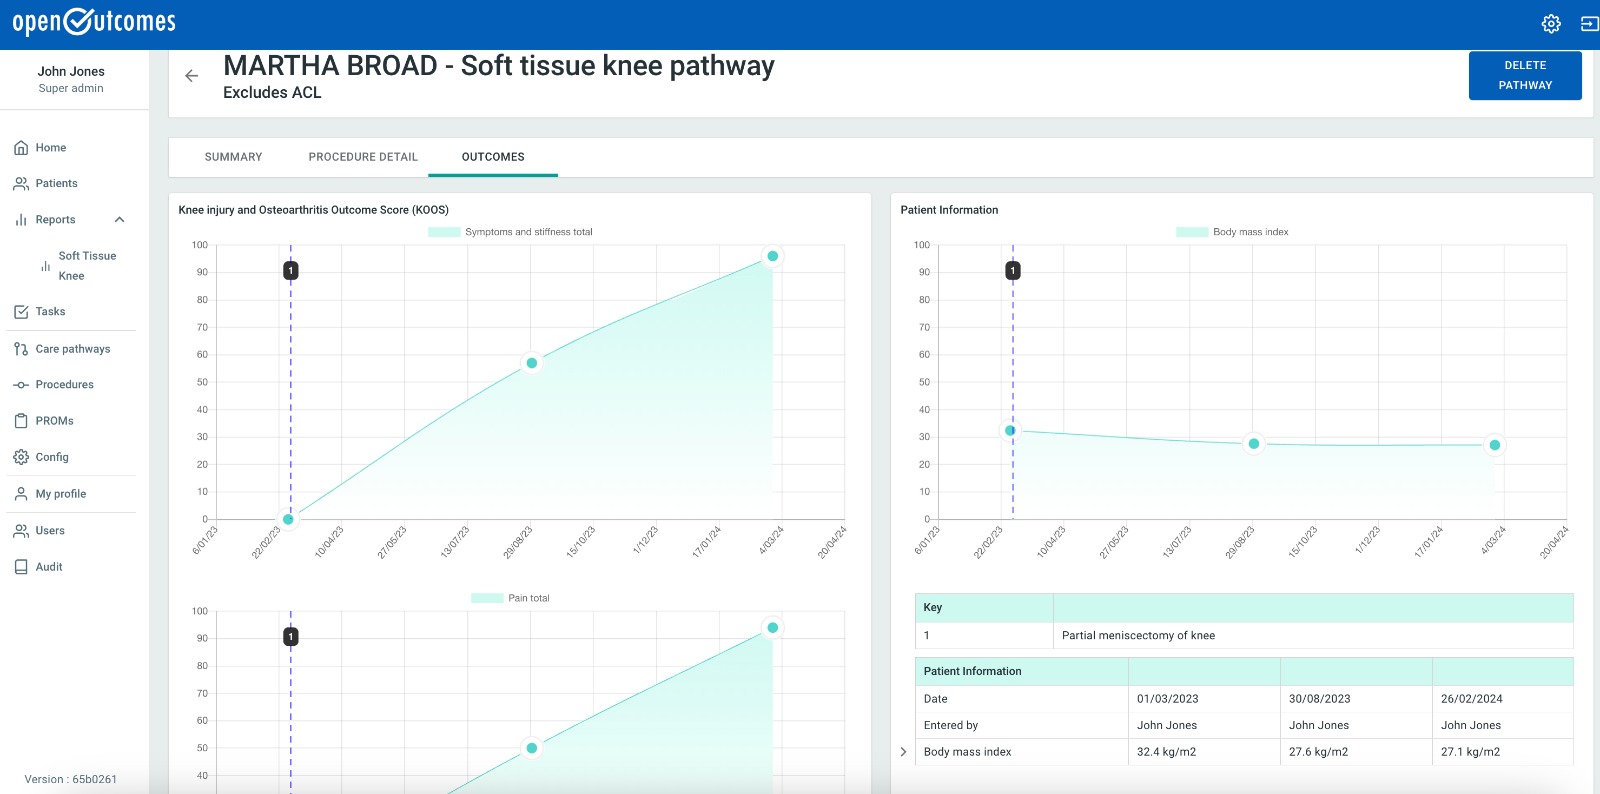 openOutcomes
John Jones
Super admin
Home
Patients
Reports
Soft Tissue
Knee
Tasks
Care pathways
Procedures
PROMs
Config
My profile
Users
Audit
Version : 65b0261
MARTHA BROAD - Soft tissue knee pathway
Excludes ACL
DELETE
PATHWAY
SUMMARY PROCEDURE DETAIL OUTCOMES
Knee injury and Osteoarthritis Outcome Score (KOOS)
Symptoms and stiffness total
100
90
80
70
60
50
40
30
20
10
0
1
6/01/23 22/02/23 10/04/23 27/05/23 13/07/23 29/08/23 15/10/23 1/12/23 17/01/24 4/03/24 20/04/24
Pain total
100
90
80
70
60
50
40
1
Patient Information
Body mass index
100
90
80
70
60
50
40
30
20
10
0
1
6/01/23 22/02/23 10/04/23 27/05/23 13/07/23 29/08/23 15/10/23 1/12/23 17/01/24 4/03/24 20/04/24
Key
1 Partial meniscectomy of knee
Patient Information
Date 01/03/2023 30/08/2023 26/02/2024
Entered by John Jones John Jones John Jones
Body mass index 32.4 kg/m2 27.6 kg/m2 27.1 kg/m2